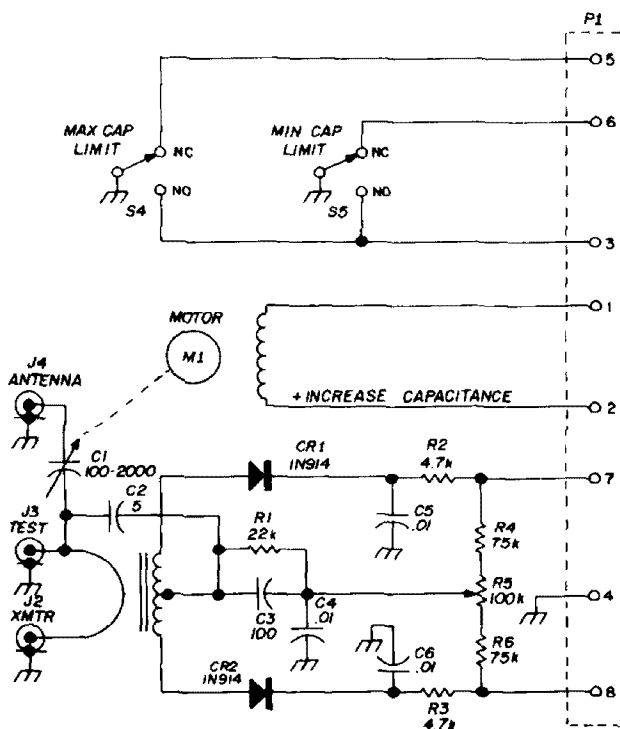 P1
5
6
MAX CAP
LIMIT
NC
NO
S4
MIN CAP
LIMIT
NC
NO
S5
3
1
MOTOR
M1
J4
ANTENNA
+ INCREASE CAPACITANCE
2
C1
100-2000
CR1
1N914
R2
4.7k
7
C2
5
J3
TEST
R1
22k
C5
.01
R4
75k
R5
100k
4
J2
XMTR
C3
100
C4
.01
C6
.01
R6
75k
CR2
1N914
R3
4.7k
8